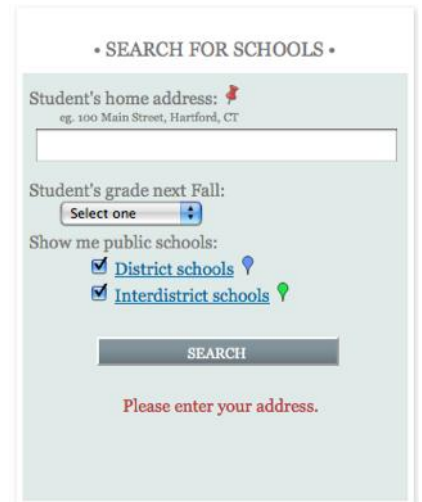 • SEARCH FOR SCHOOLS •
Student's home address:
eg. 100 Main Street, Hartford, CT
Student's grade next Fall:
Select one
Show me public schools:
District schools
Interdistrict schools
SEARCH
Please enter your address.